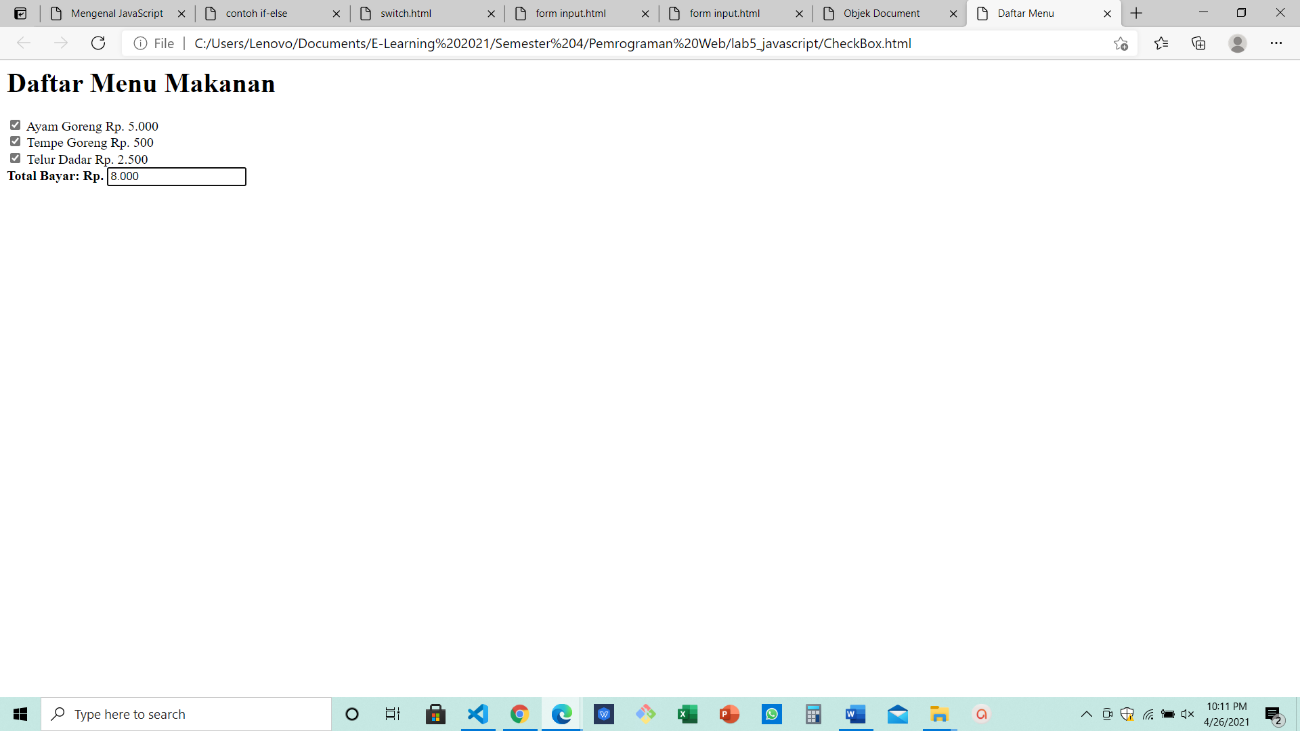 Mengenal JavaScript
contoh if-else
switch.html
form input.html
form input.html
Objek Document
Daftar Menu
File
C:/Users/Lenovo/Documents/E-Learning%202021/Semester%204/Pemrograman%20Web/lab5_javascript/CheckBox.html
Daftar Menu Makanan
Ayam Goreng Rp. 5.000
Tempe Goreng Rp. 500
Telur Dadar Rp. 2.500
Total Bayar: Rp. 8.000
Type here to search
10:11 PM
4/26/2021
2